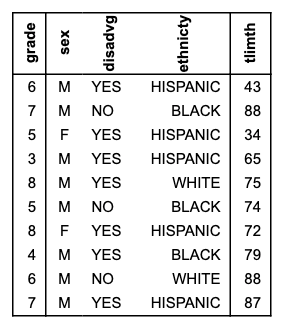 grade sex disadvg ethnicty tlimth
6 M YES HISPANIC 43
7 M NO BLACK 88
5 F YES HISPANIC 34
3 M YES HISPANIC 65
8 M YES WHITE 75
5 M NO BLACK 74
8 F YES HISPANIC 72
4 M YES BLACK 79
6 M NO WHITE 88
7 M YES HISPANIC 87